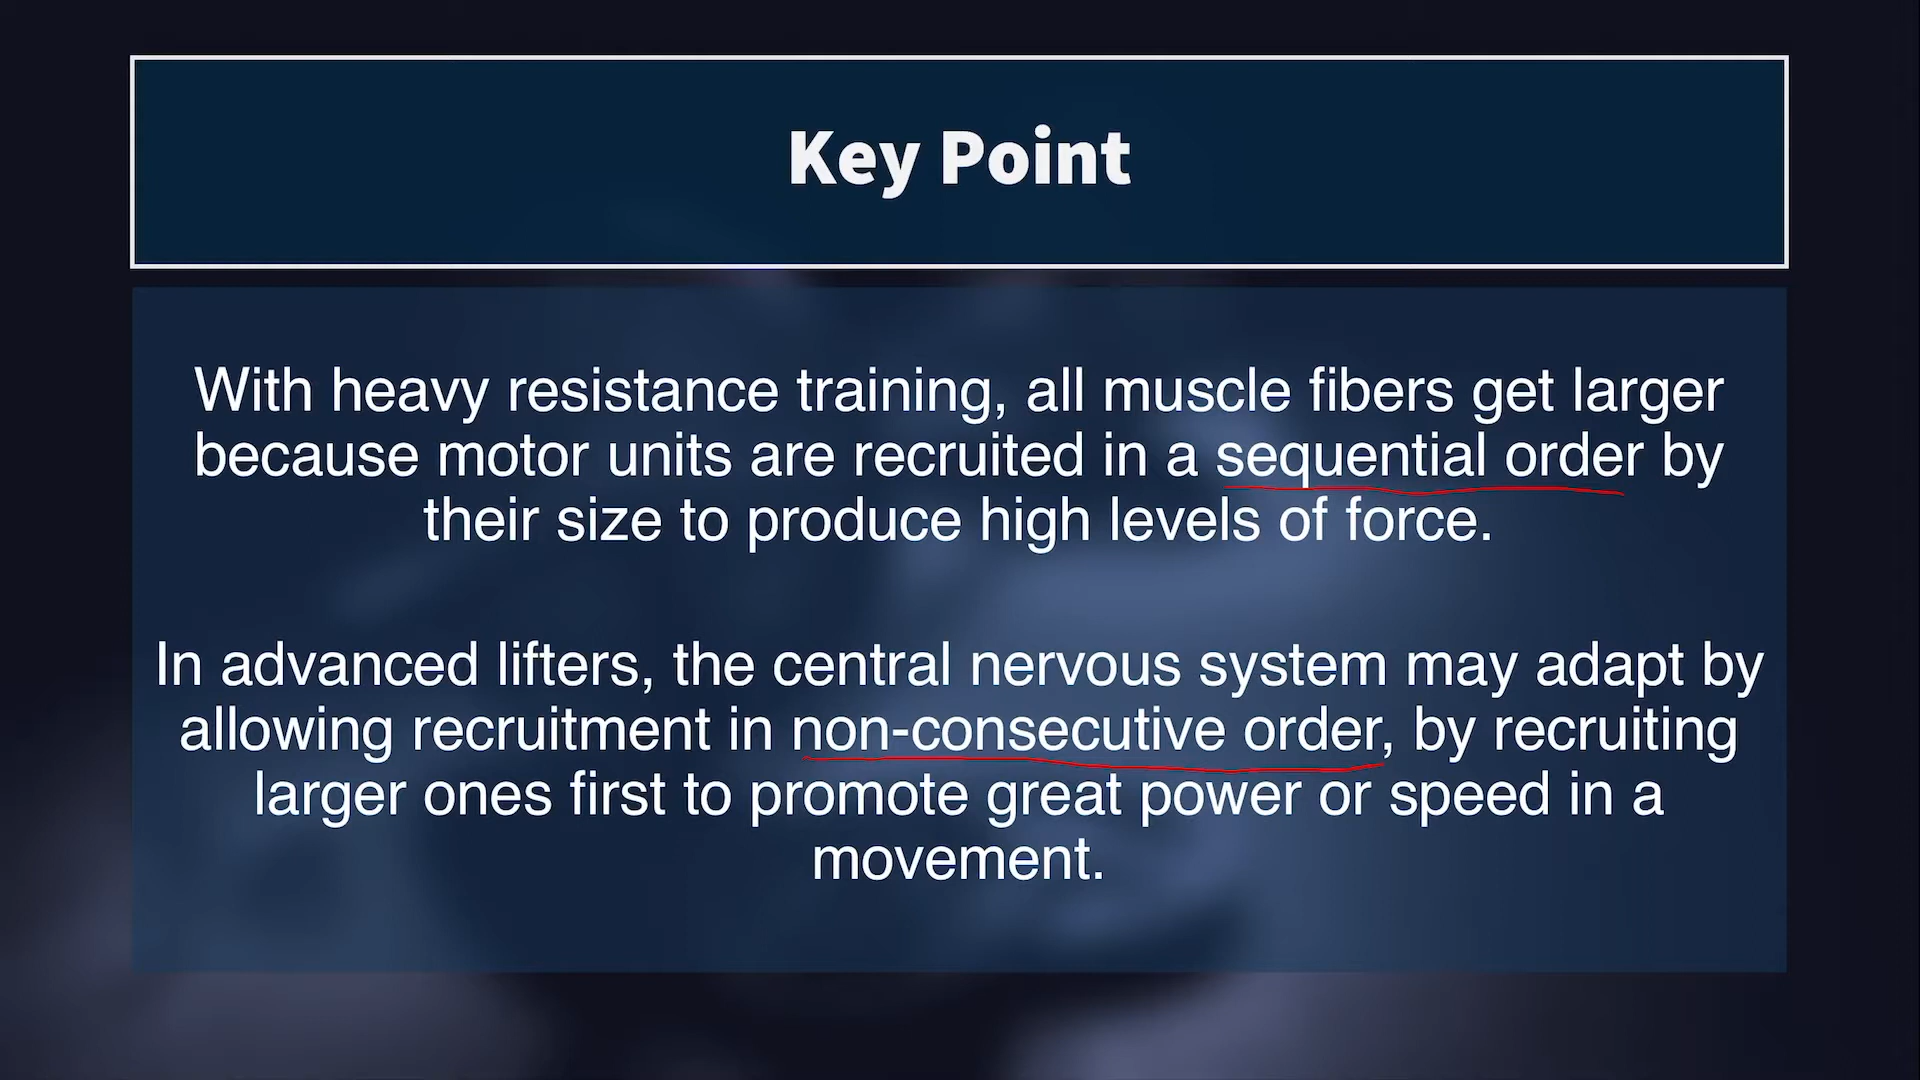 Key Point
With heavy resistance training, all muscle fibers get larger
because motor units are recruited in a sequential order by
their size to produce high levels of force.
In advanced lifters, the central nervous system may adapt by
allowing recruitment in non-consecutive order, by recruiting
larger ones first to promote great power or speed in a
movement.